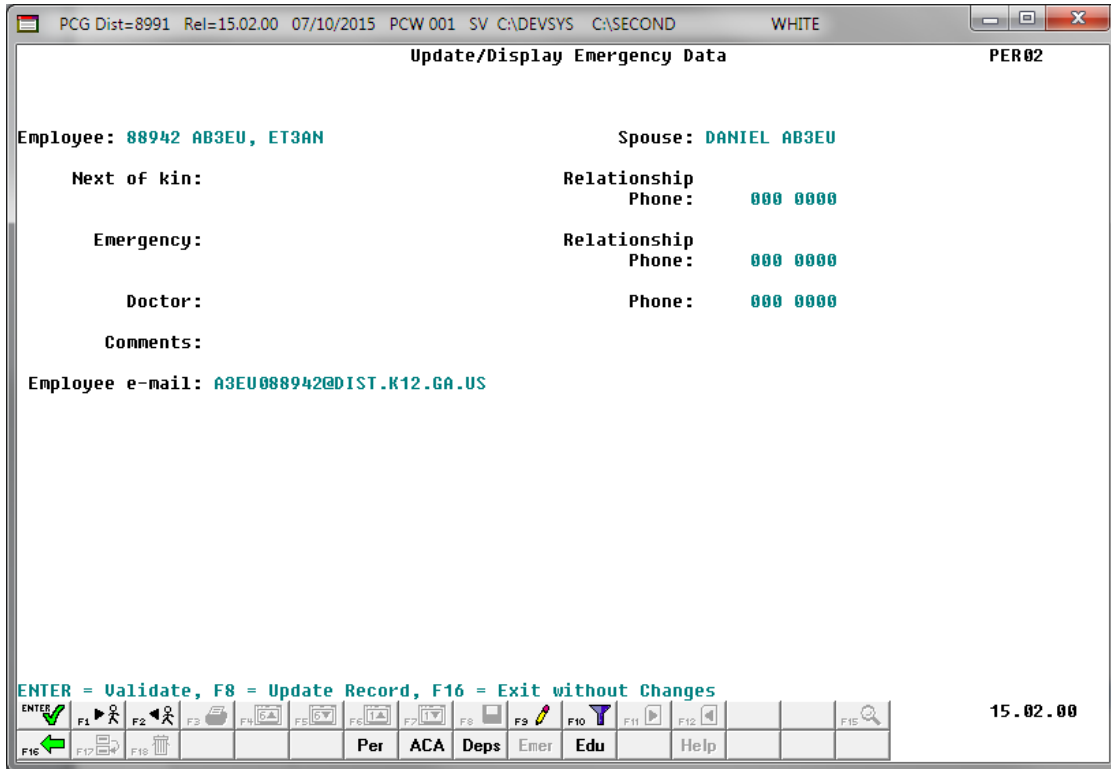 PCG Dist=8991 Rel=15.02.00 07/10/2015 PCW 001 SV C:\DEVSYS C:\SECOND WHITE
Update/Display Emergency Data PER02
Employee: 88942 AB3EU, ET3AN Spouse: DANIEL AB3EU
Next of kin: Relationship
Phone: 000 0000
Emergency: Relationship
Phone: 000 0000
Doctor: Phone: 000 0000
Comments:
Employee e-mail: A3EU088942@DIST.K12.GA.US
ENTER = Validate, F8 = Update Record, F16 = Exit without Changes
ENTER F1 F2 F3 F4 6 F5 6 F6 1 F7 1 F8 F9 F10 F11 F12 F15 15.02.00
F16 F17 F18 Per ACA Deps Emer Edu Help